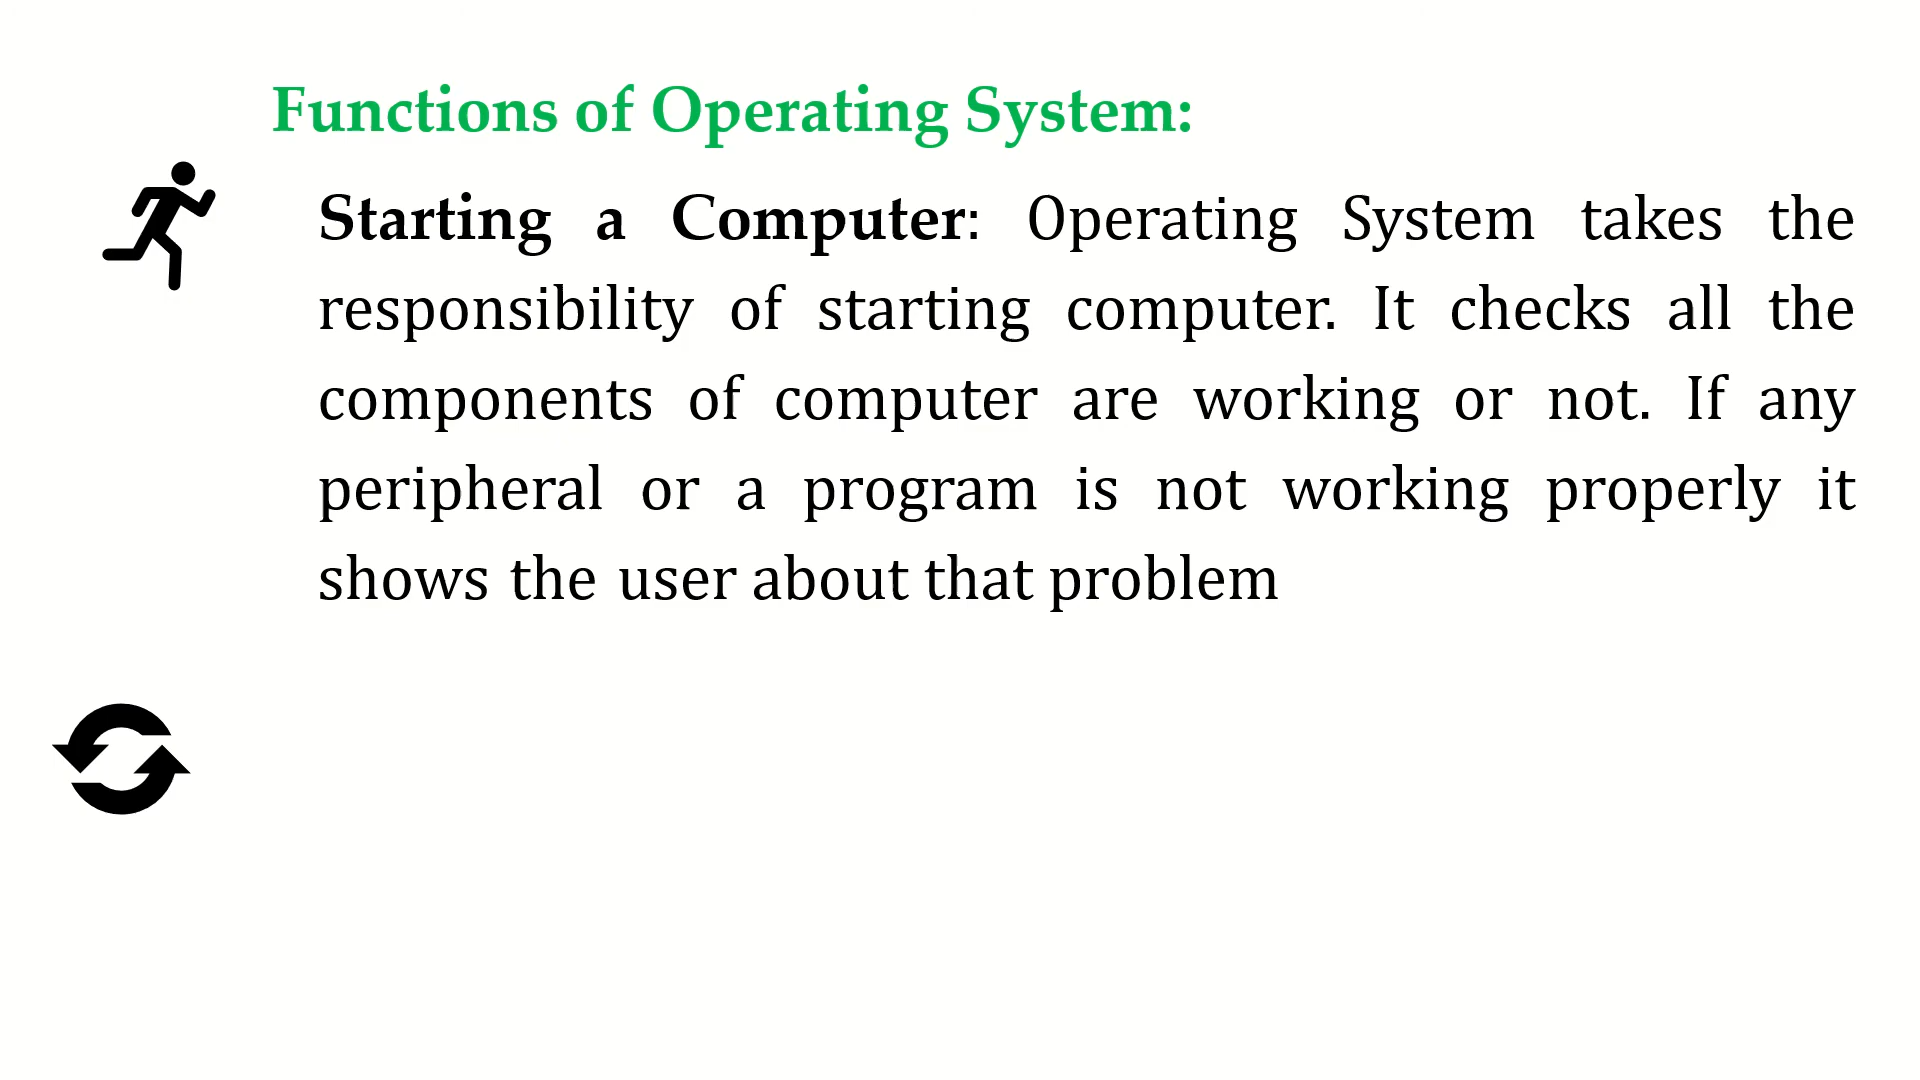 Functions of Operating System:
Starting a Computer: Operating System takes the
responsibility of starting computer. It checks all the
components of computer are working or not. If any
peripheral or a program is not working properly it
shows the user about that problem